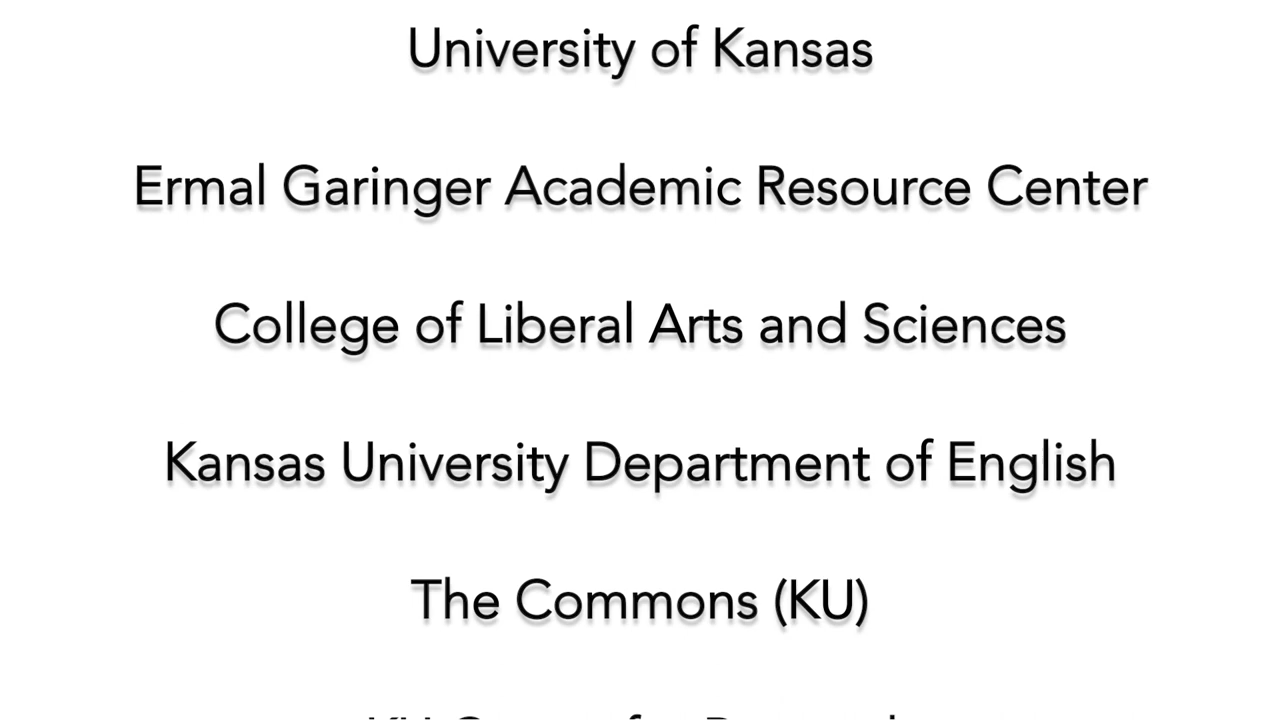 University of Kansas
Ermal Garinger Academic Resource Center
College of Liberal Arts and Sciences
Kansas University Department of English
The Commons (KU)